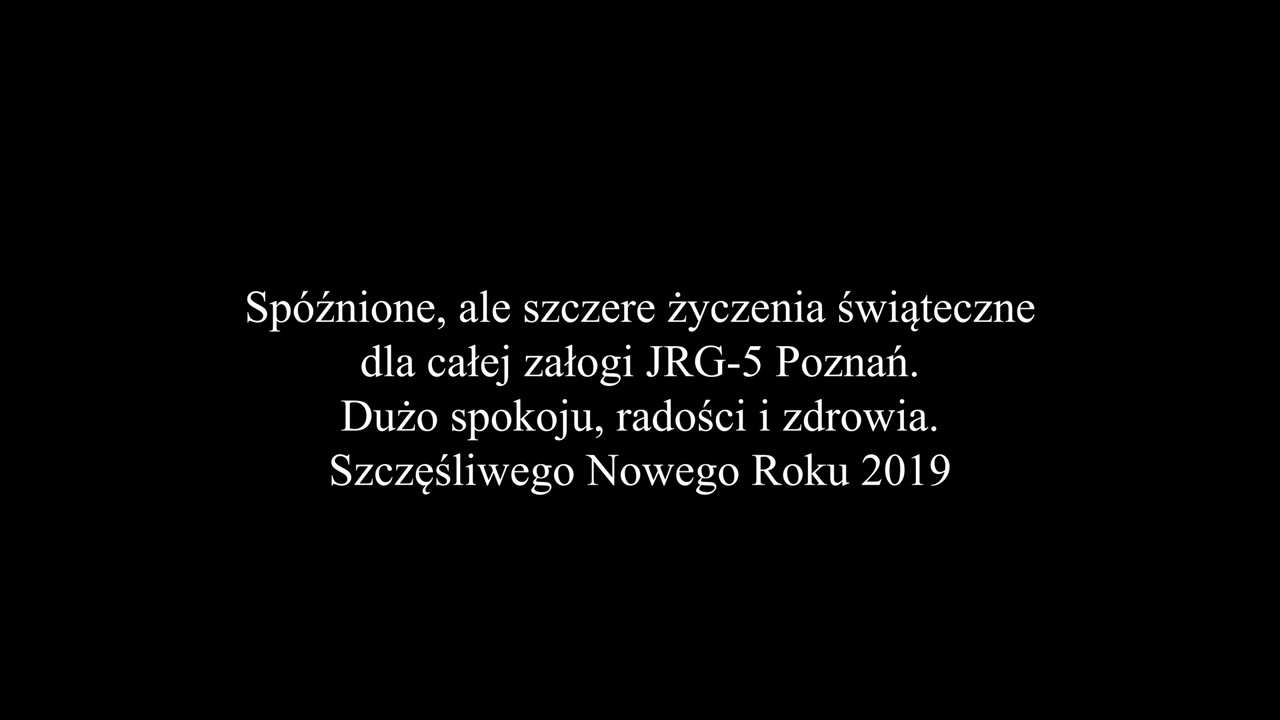 Spóźnione, ale szczere życzenia świąteczne
dla całej załogi JRG-5 Poznań.
Dużo spokoju, radości i zdrowia.
Szczęśliwego Nowego Roku 2019